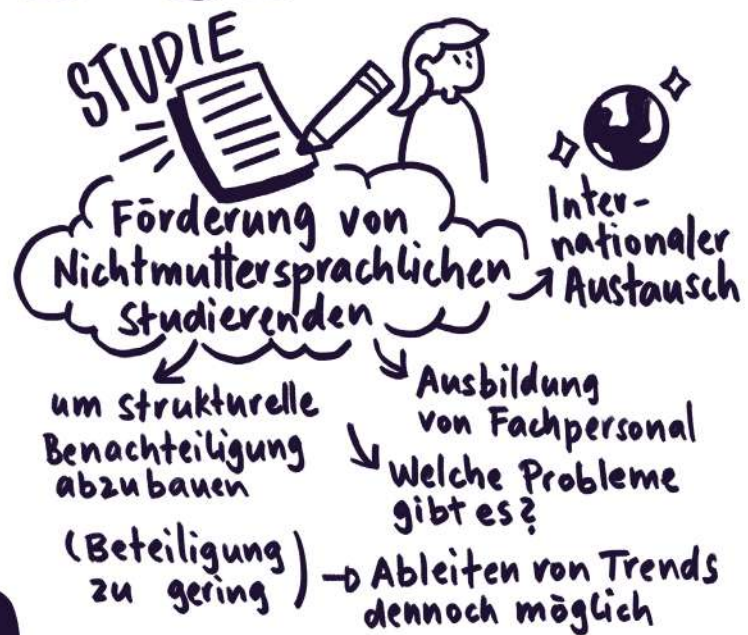 STUDIE
Förderung von
Nichtmuttersprachlichen
Studierenden
Inter-
nationaler
Austausch
um strukturelle
Benachteiligung
abzubauen
Ausbildung
von Fachpersonal
Welche Probleme
gibt es?
(Beteiligung
zu gering)
Ableiten von Trends
dennoch möglich